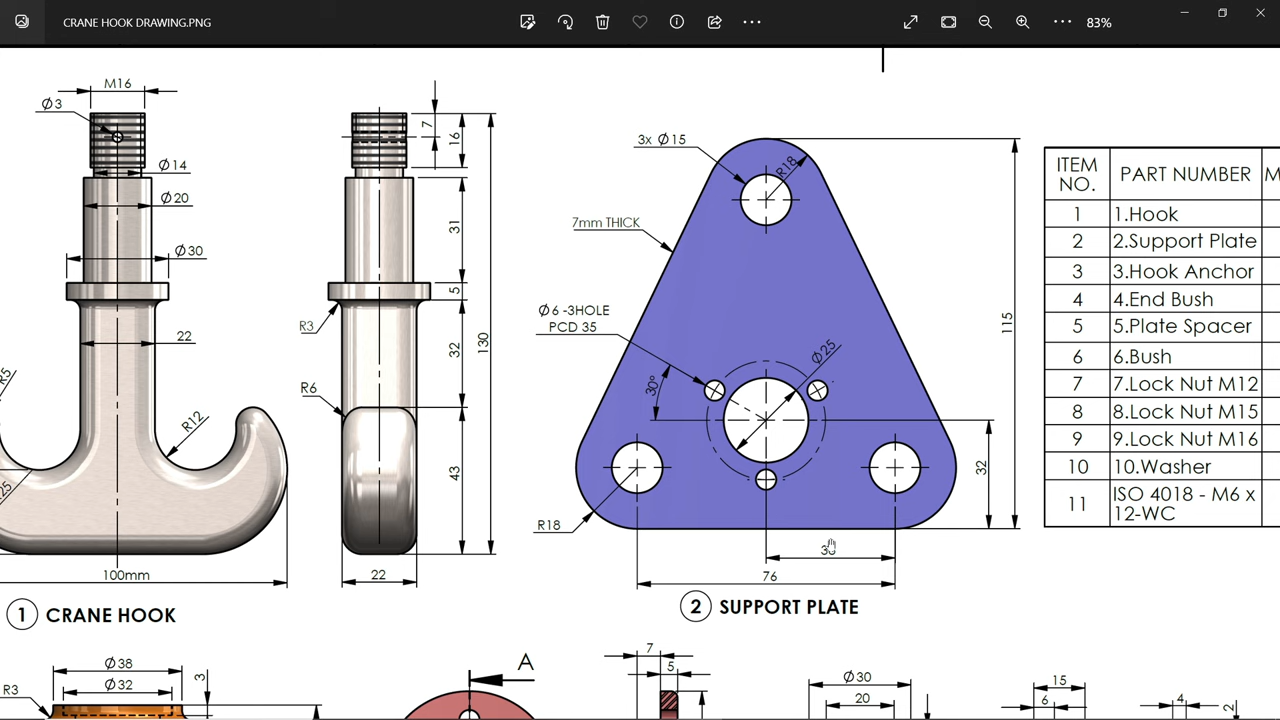 CRANE HOOK DRAWING.PNG
83%
M16
Ø3
Ø14
Ø20
Ø30
22
R5
R12
25
100mm
1 CRANE HOOK
7
16
31
5
R3
32
130
R6
43
22
3x Ø15
R18
7mm THICK
Ø6 -3HOLE
PCD 35
Ø25
30°
115
32
R18
76
2 SUPPORT PLATE
ITEM NO. PART NUMBER M
1 1.Hook
2 2.Support Plate
3 3.Hook Anchor
4 4.End Bush
5 5.Plate Spacer
6 6.Bush
7 7.Lock Nut M12
8 8.Lock Nut M15
9 9.Lock Nut M16
10 10.Washer
11 ISO 4018 - M6 x
12-WC
Ø38
Ø32
3
R3
A
7
5
Ø30
20
15
6
4
2